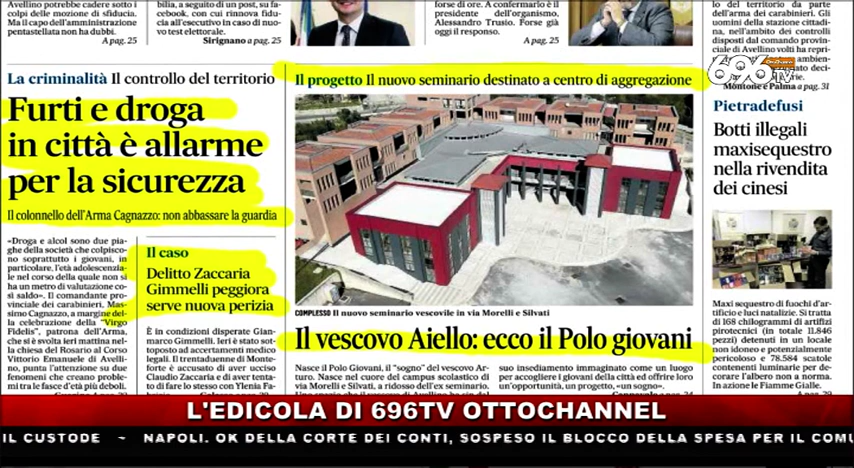 Avellino potrebbe cadere sotto i colpi
delle mozione di sfiducia.
Del capo dell'amministrazione
pentastellata non ha dubbi.
A pag. 25
bilia, a seguito di un post, su fa-
cebook, con cui rinnova fidu-
cia all'esecutivo in caso di nuo-
vo test elettorale.
Sirignano a pag. 25
forse di ore. A confermarlo è il
presidente dell'organismo,
Alessandro Trusio. Forse già
oggi il responso.
A pag. 25
lo del territorio da parte
dell'arma dei carabinieri. Gli
uomini della stazione cittadi-
na, nell'ambito dei controlli
disposti dal comando provin-
ciale di Avellino
Montone e Palma a pag. 31
696
TV
La criminalità Il controllo del territorio
Furti e droga
in città è allarme
per la sicurezza
Il colonnello dell'Arma Cagnazzo: non abbassare la guardia
«Droga e alcol sono due pia-
ghe della società che colpisco-
no soprattutto i giovani, in
particolare, l'età adolescenzia-
le nel corso della quale non si
ha un metro di valutazione co-
sì saldo». Il comandante pro-
vinciale dei carabinieri, Mas-
simo Cagnazzo, a margine del-
la celebrazione della "Virgo
Fidelis", patrona dell'Arma,
che si è svolta ieri mattina nel-
la chiesa del Rosario al Corso
Vittorio Emanuele di Avelli-
no, punta l'attenzione su due
fenomeni che creano proble-
mi tra le fasce d'età più deboli.
Il caso
Delitto Zaccaria
Gimmelli peggiora
serve nuova perizia
È in condizioni disperate Gian-
marco Gimmelli. Ieri è stato sot-
toposto ad accertamenti medico
legali. Il trentaduenne di Monte-
forte è accusato di aver ucciso
Claudio Zaccaria e di aver tenta-
to di fare lo stesso con Ylenia Fa-
Il progetto Il nuovo seminario destinato a centro di aggregazione
COMPLESSO Il nuovo seminario vescovile in via Morelli e Silvati
Il vescovo Aiello: ecco il Polo giovani
Nasce il Polo Giovani, il "sogno" del vescovo Ar-
turo. Nasce nel cuore del campus scolastico di
via Morelli e Silvati, a ridosso dell'ex seminario.
suo insediamento immaginato come un luogo
per accogliere i giovani della città ed offrire loro
un'opportunità, un progetto, «un sogno».
Pietradefusi
Botti illegali
maxisequestro
nella rivendita
dei cinesi
Maxi sequestro di fuochi d'ar-
tificio e luci natalizie. Si tratta
di 168 chilogrammi di artifizi
pirotecnici (in totale 11.846
pezzi) detenuti in un locale
non idoneo e potenzialmente
pericoloso e 78.584 scatole
contenenti luminarie per de-
corare l'albero non a norma.
In azione le Fiamme Gialle.
L'EDICOLA DI 696TV OTTOCHANNEL
IL CUSTODE ~ NAPOLI. OK DELLA CORTE DEI CONTI, SOSPESO IL BLOCCO DELLA SPESA PER IL COMU